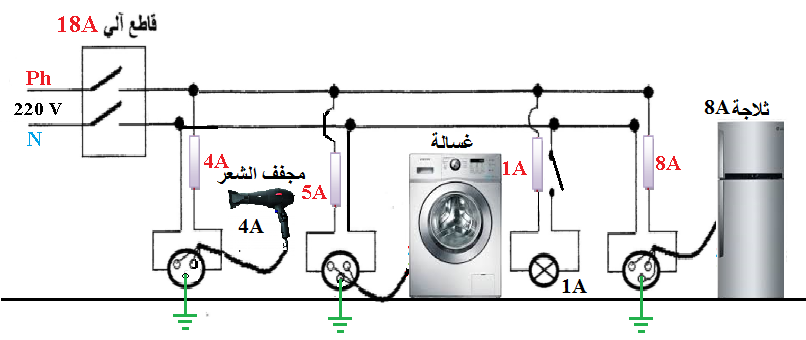 قاطع آلي 18A
Ph
220 V
N
4A
مجفف الشعر
4A
5A
غسالة
1A
1A
8A
ثلاجة 8A